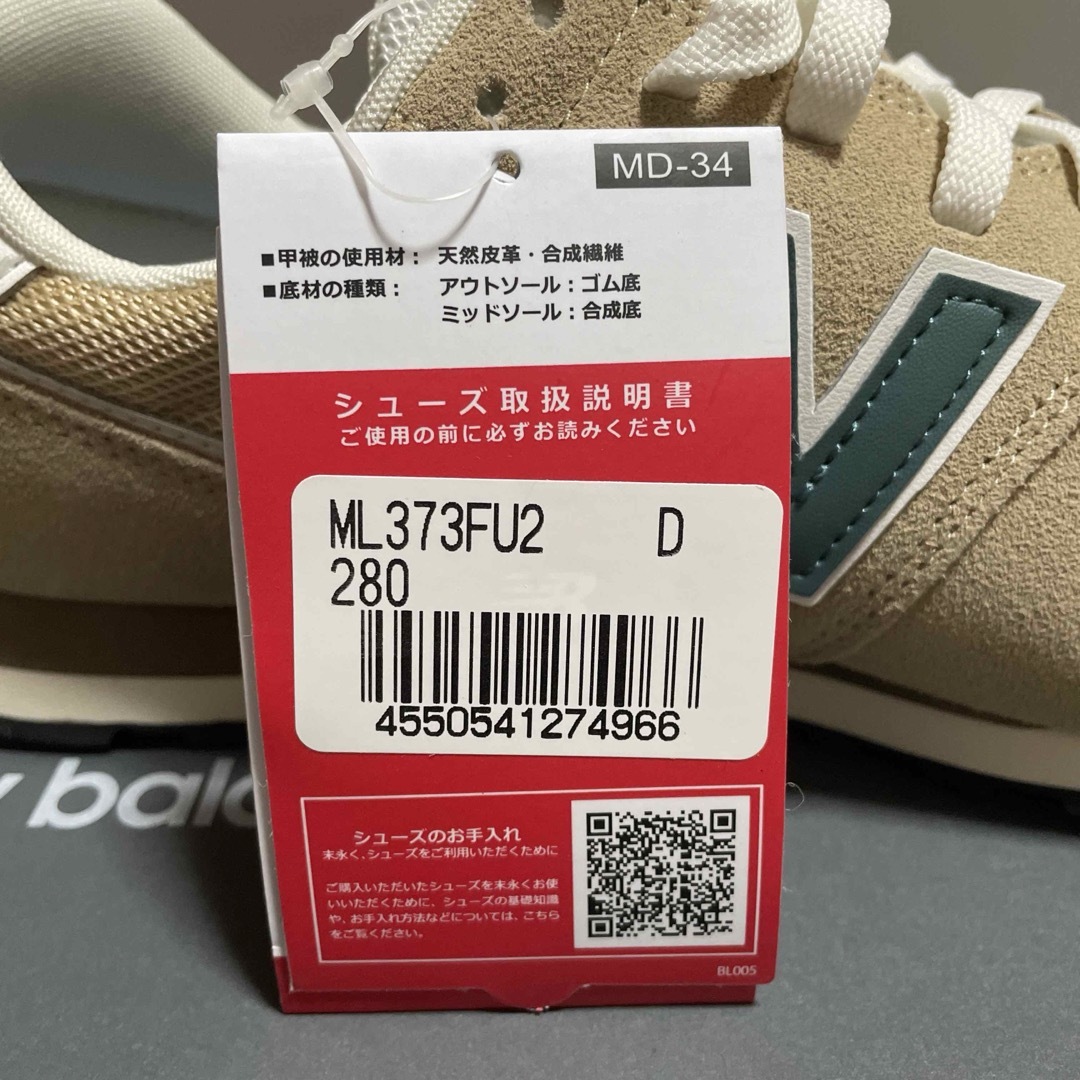 MD-34
■甲被の使用材： 天然皮革・合成繊維
■底材の種類： アウトソール：ゴム底
ミッドソール：合成底
シューズ取扱説明書
ご使用の前に必ずお読みください
ML373FU2 D
280
4550541274966
シューズのお手入れ
末永く、シューズをご利用いただくために
ご購入いただいたシューズを末永くお使
いいただくために、シューズの基礎知識
や、お手入れ方法などについては、こちら
をご覧ください。
BL005
bala
N